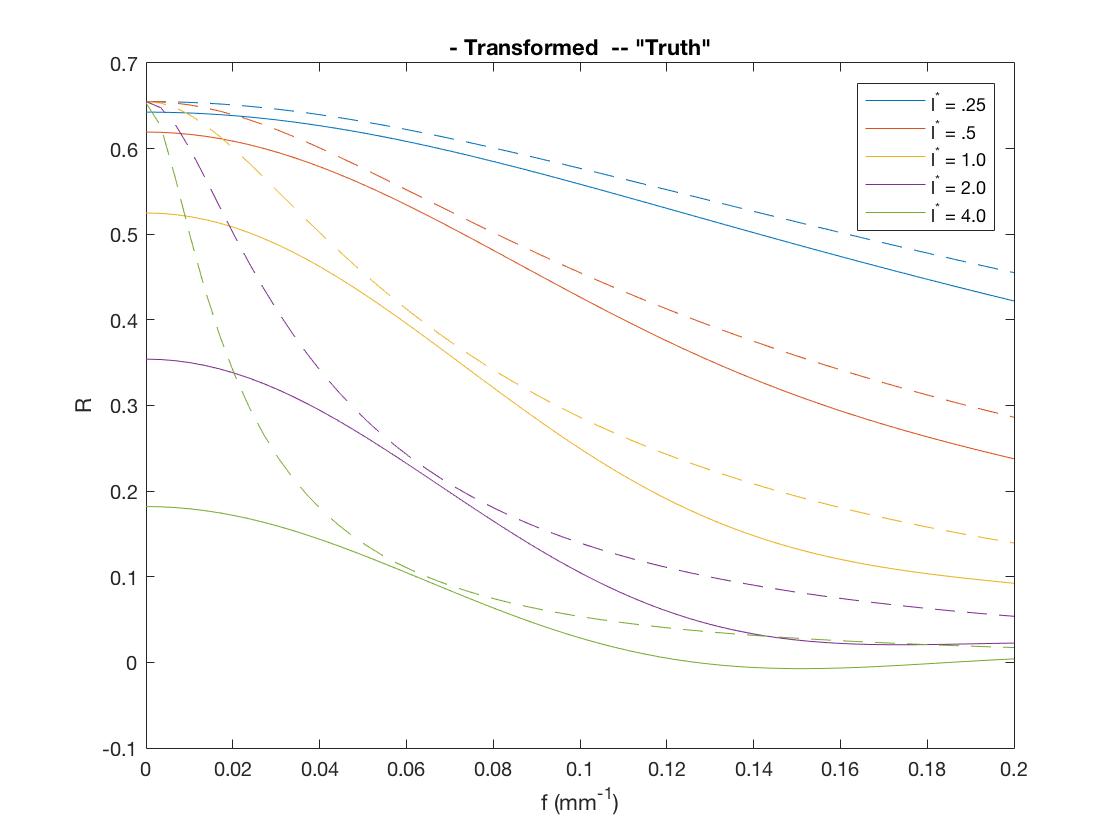 - Transformed -- "Truth"
0.7
0.6
0.5
0.4
0.3
0.2
0.1
0
-0.1
R
l* = .25
l* = .5
l* = 1.0
l* = 2.0
l* = 4.0
0 0.02 0.04 0.06 0.08 0.1 0.12 0.14 0.16 0.18 0.2
f (mm⁻¹)